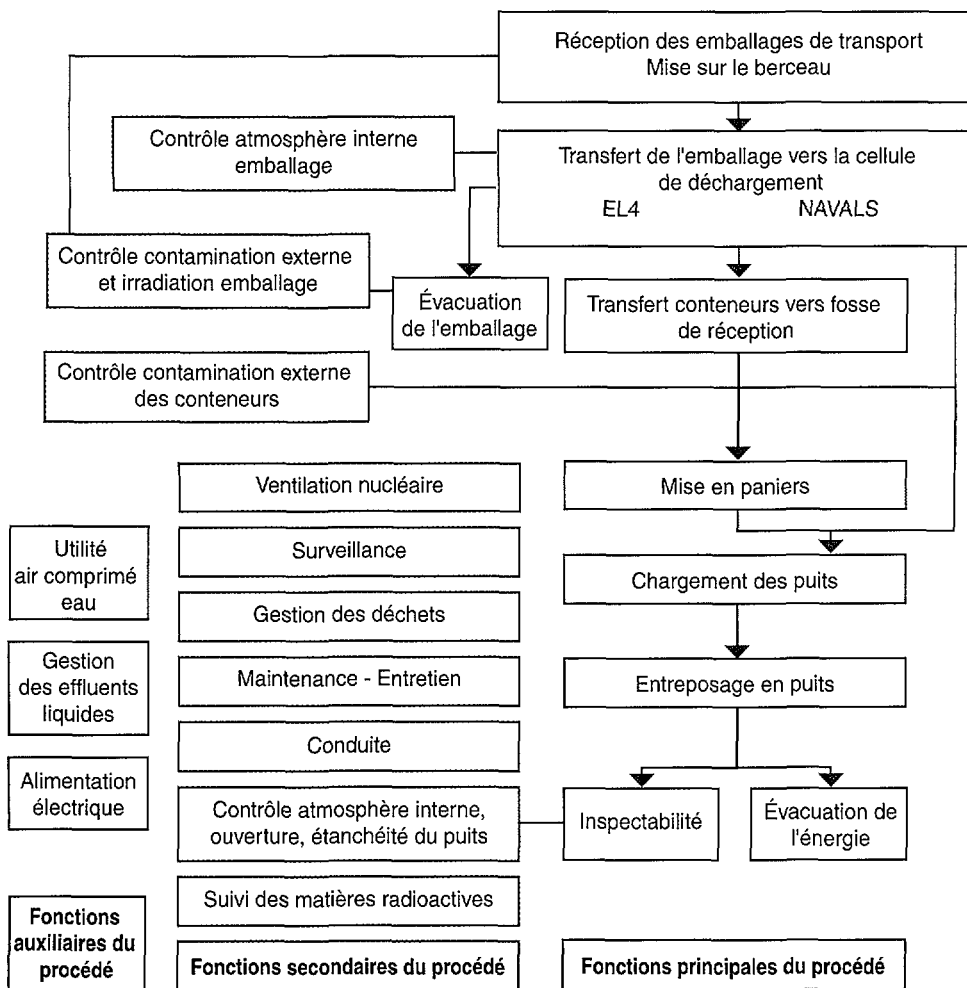 Réception des emballages de transport
Mise sur le berceau
Contrôle atmosphère interne
emballage
Transfert de l'emballage vers la cellule
de déchargement
EL4 NAVALS
Contrôle contamination externe
et irradiation emballage
Évacuation
de l'emballage
Transfert conteneurs vers fosse
de réception
Contrôle contamination externe
des conteneurs
Ventilation nucléaire
Mise en paniers
Utilité
air comprimé
eau
Surveillance
Chargement des puits
Gestion des déchets
Gestion
des effluents
liquides
Maintenance - Entretien
Entreposage en puits
Conduite
Alimentation
électrique
Contrôle atmosphère interne,
ouverture, étanchéité du puits
Inspectabilité
Évacuation de
l'énergie
Suivi des matières radioactives
Fonctions
auxiliaires du
procédé
Fonctions secondaires du procédé
Fonctions principales du procédé